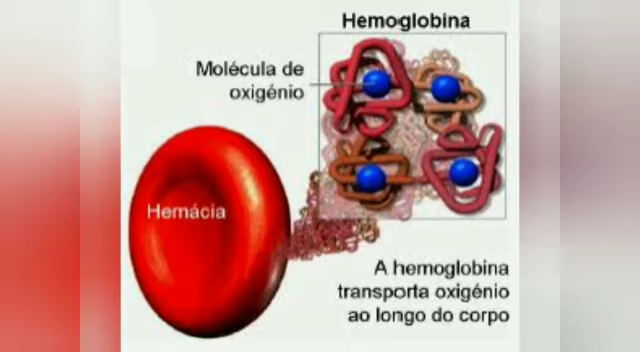 Hemoglobina
Molécula de
oxigénio
Hemácia
A hemoglobina
transporta oxigénio
ao longo do corpo